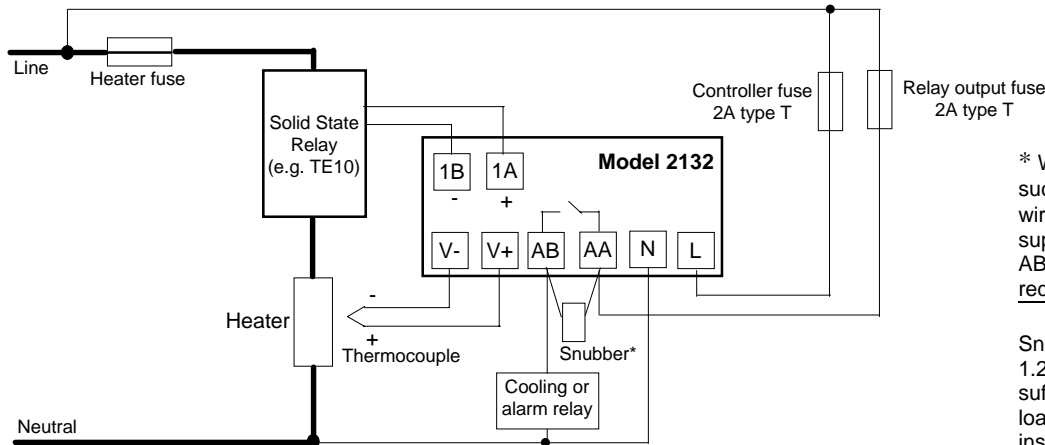 Line
Heater fuse
Controller fuse
2A type T
Relay output fuse
2A type T
Solid State
Relay
(e.g. TE10)
Model 2132
1B
1A
-
+
V-
V+
AB
AA
N
L
Heater
-
+
Thermocouple
Snubber*
Cooling or
alarm relay
Neutral
* W
suc
wir
sup
AB
rec
Sn
1.2
suf
loa
ins